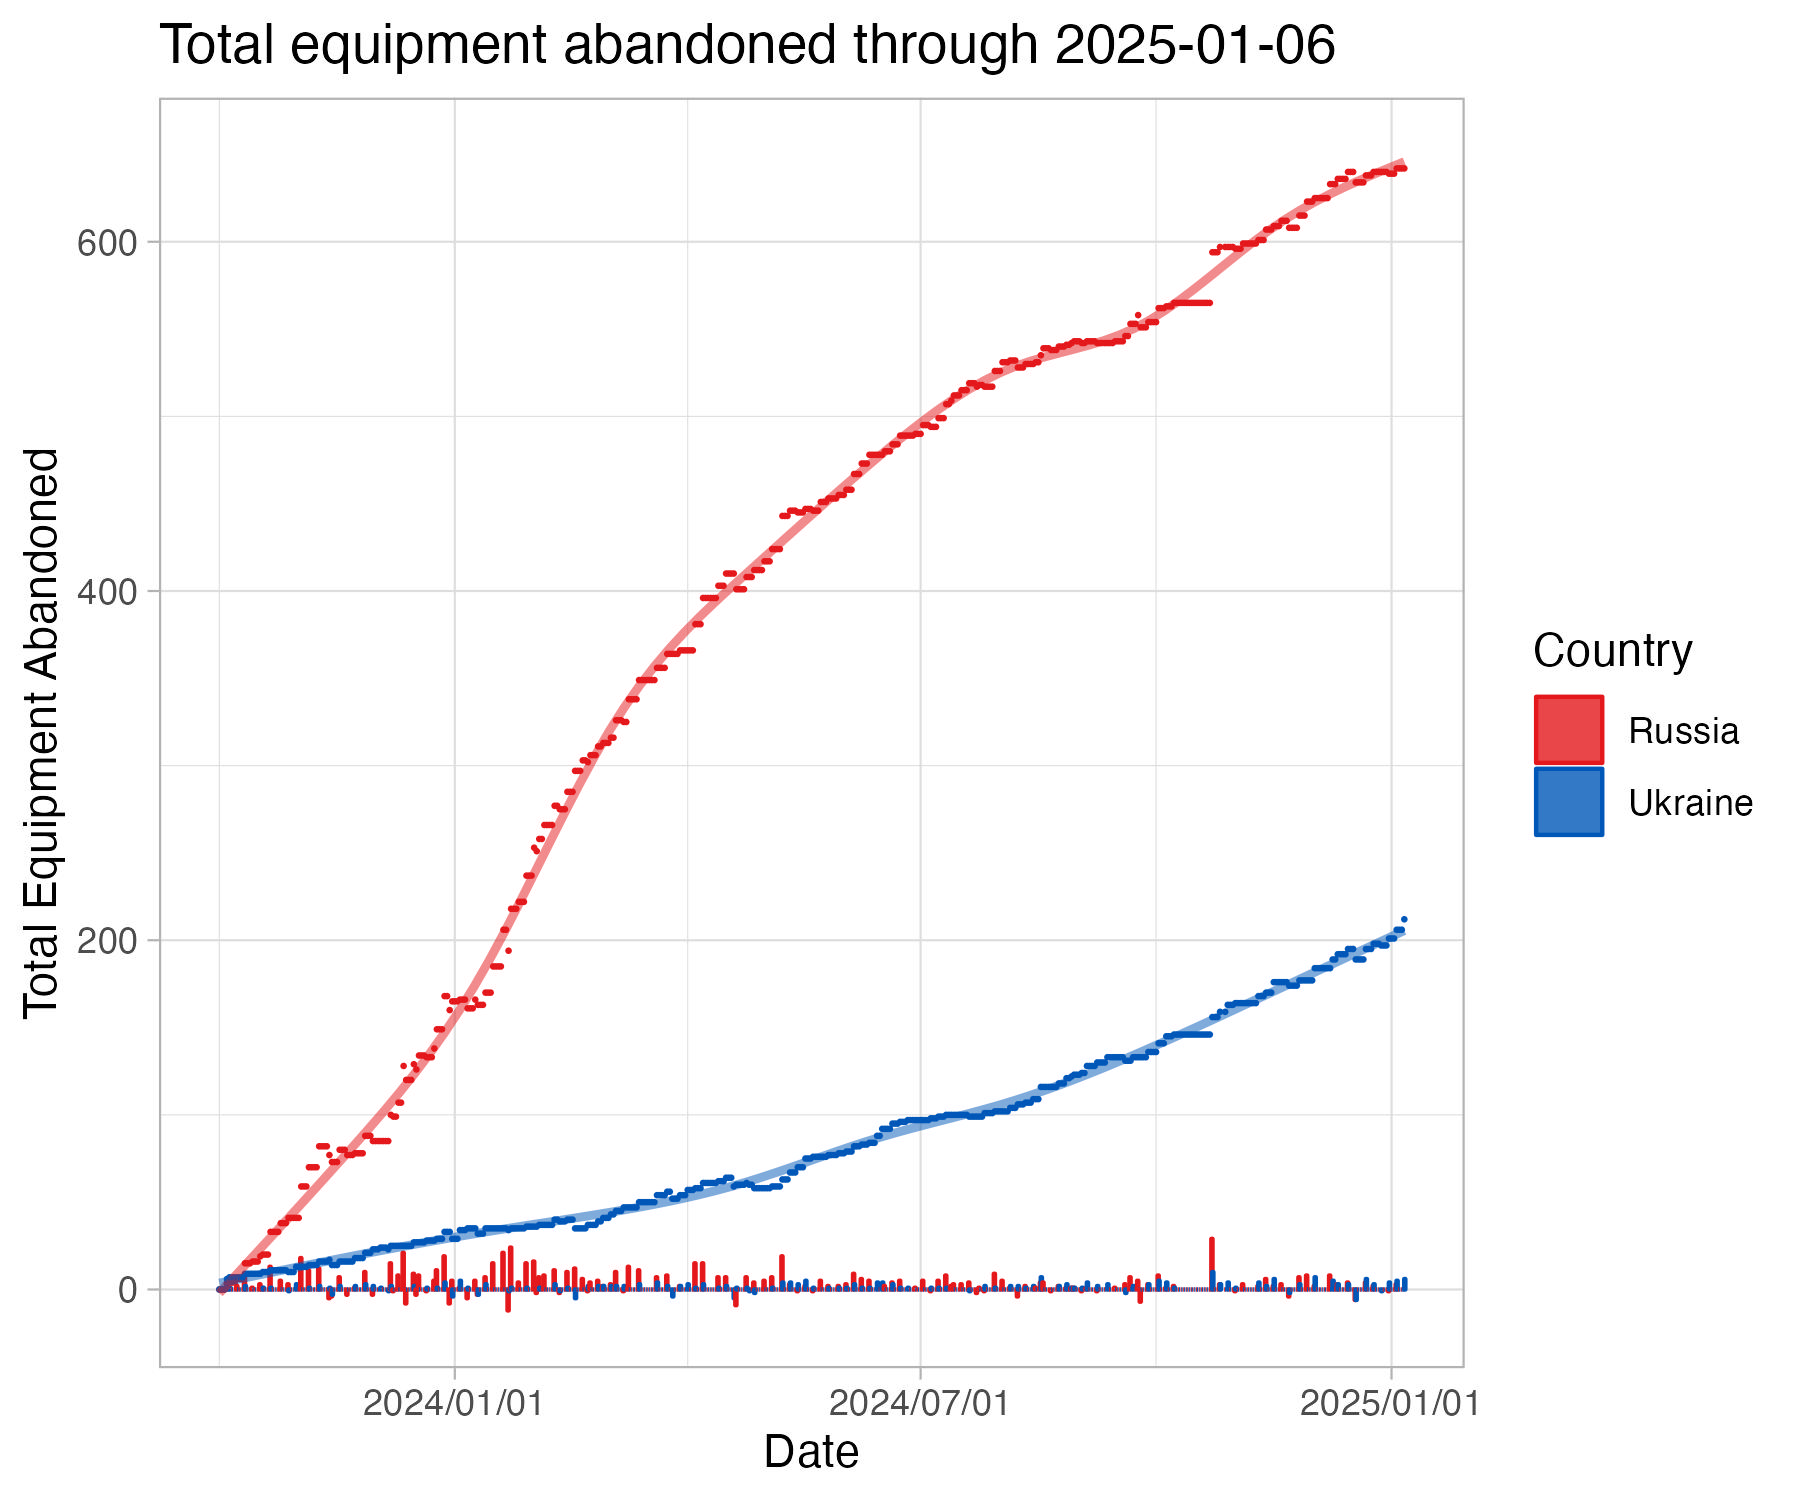 Total equipment abandoned through 2025-01-06
Total Equipment Abandoned
600
400
200
0
2024/01/01
2024/07/01
2025/01/01
Date
Country
Russia
Ukraine